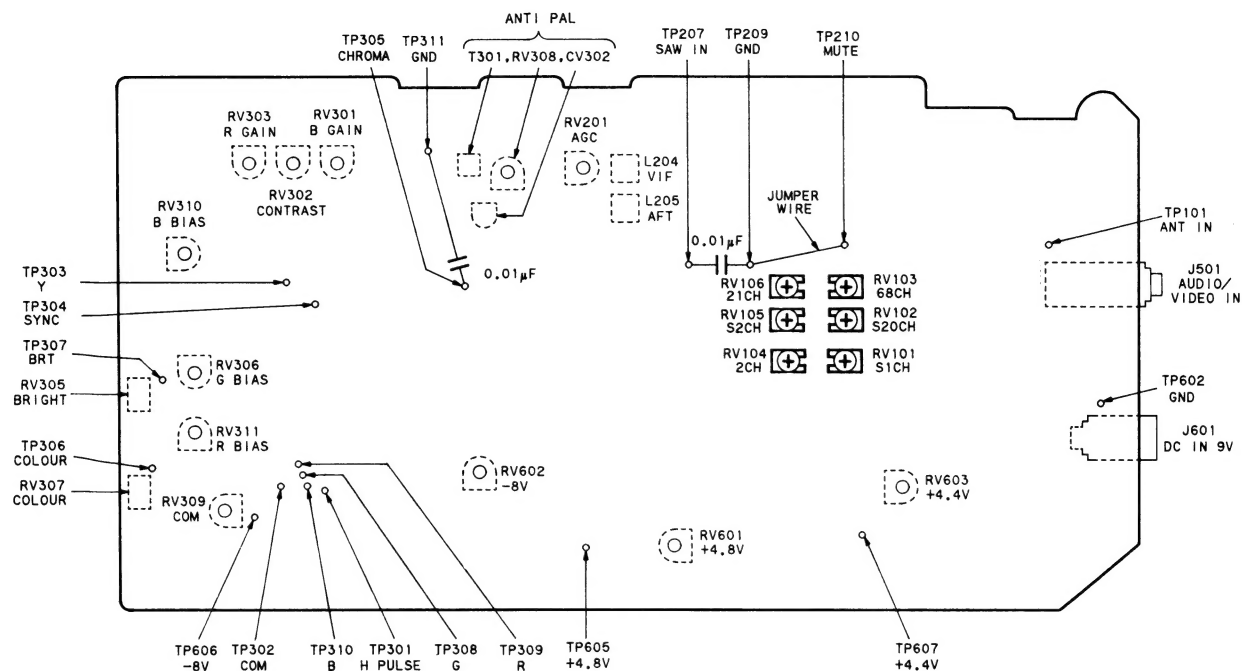 ANTI PAL
TP305
CHROMA
TP311
GND
T301,RV308,CV302
TP207
SAW IN
TP209
GND
TP210
MUTE
RV303
R GAIN
RV301
B GAIN
RV302
CONTRAST
RV201
AGC
L204
VIF
L205
AFT
RV310
B BIAS
JUMPER
WIRE
TP101
ANT IN
0.01µF
0.01µF
TP303
Y
TP304
SYNC
J501
AUDIO/
VIDEO IN
RV106
21CH
RV103
68CH
RV105
S2CH
RV102
S20CH
RV104
2CH
RV101
S1CH
TP307
BRT
RV305
BRIGHT
RV306
G BIAS
TP602
GND
RV311
R BIAS
J601
DC IN 9V
TP306
COLOUR
RV307
COLOUR
RV309
COM
RV602
-8V
RV603
+4.4V
RV601
+4.8V
TP606
-8V
TP302
COM
TP310
B
TP301
H PULSE
TP308
G
TP309
R
TP605
+4.8V
TP607
+4.4V